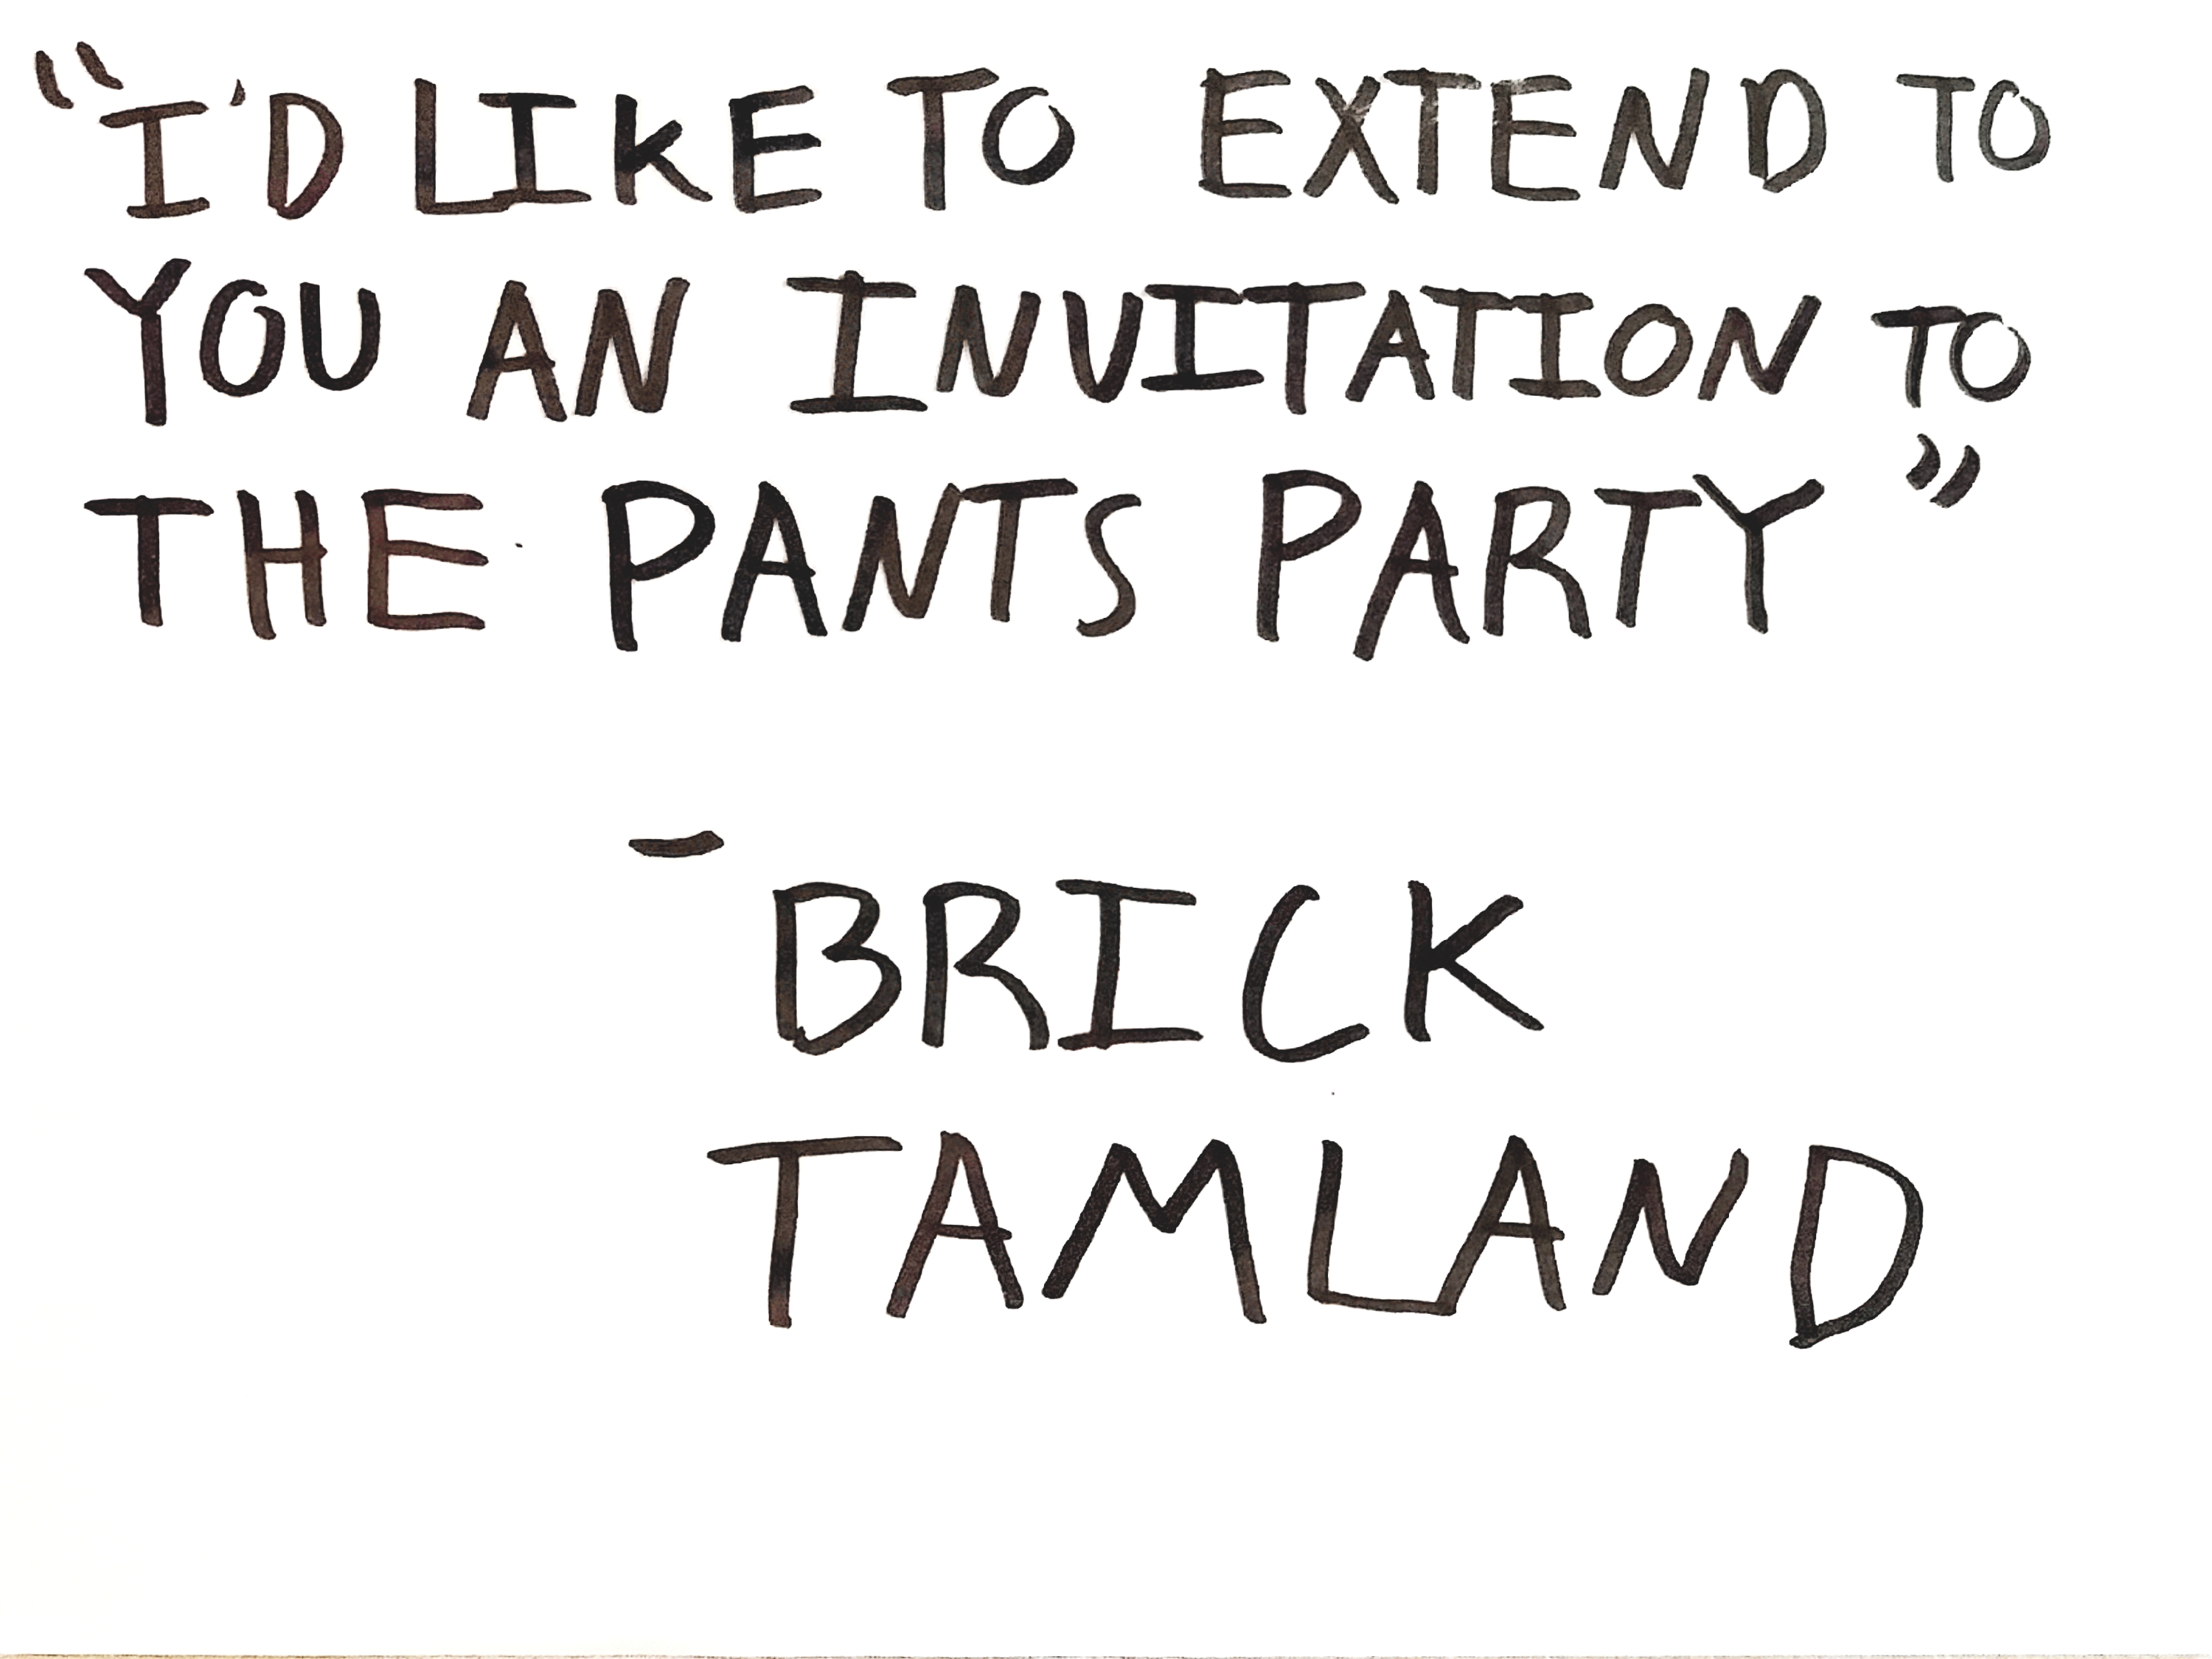 "I'D LIKE TO EXTEND TO
YOU AN INVITATION TO
THE PANTS PARTY"
- BRICK
TAMLAND